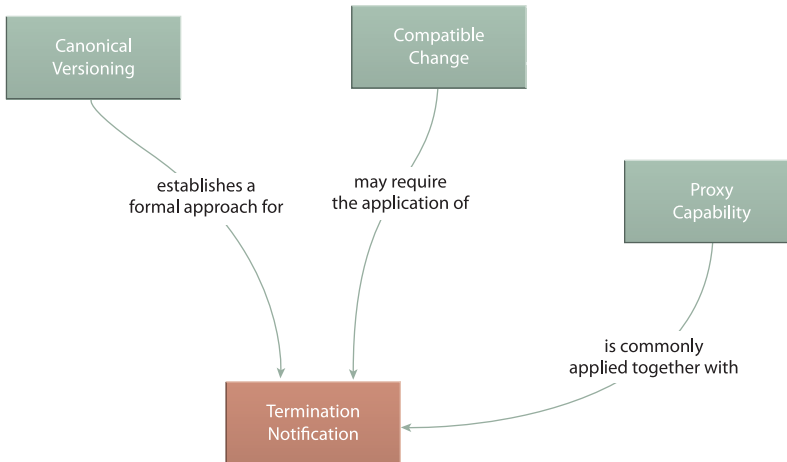 Canonical
Versioning
Compatible
Change
establishes a
formal approach for
may require
the application of
Proxy
Capability
is commonly
applied together with
Termination
Notification